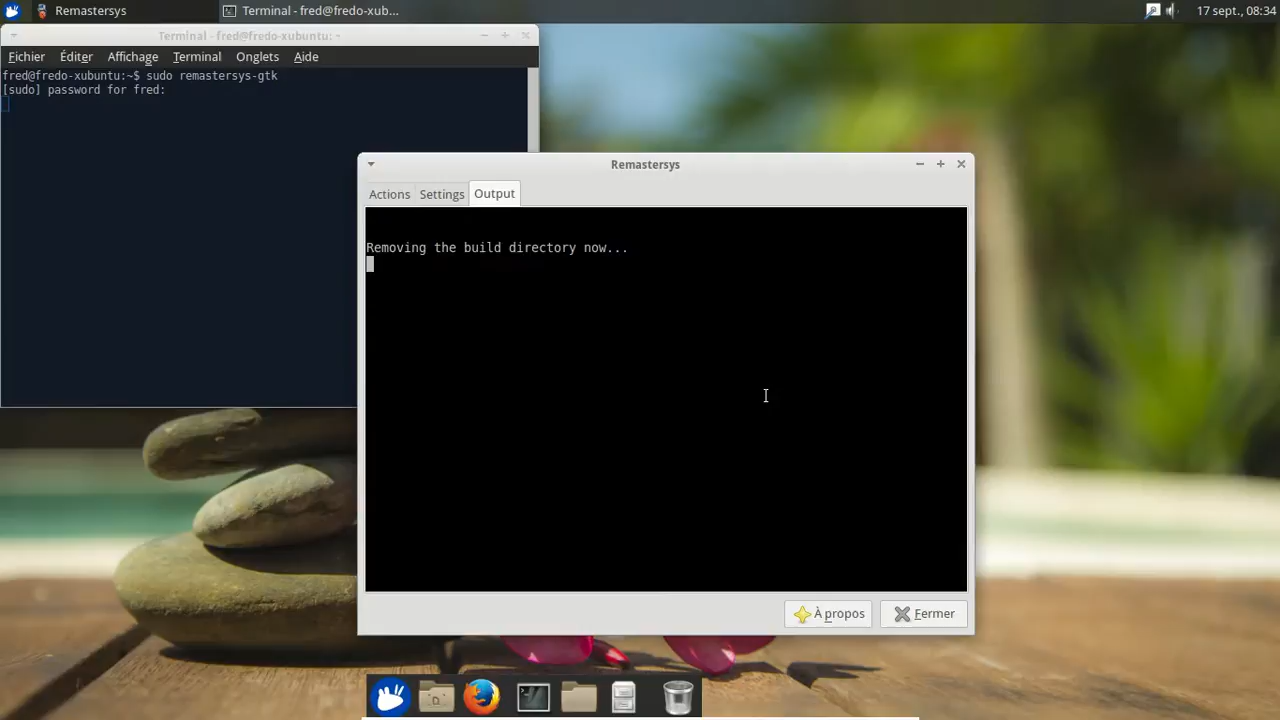 Remastersys
Terminal - fred@fredo-xub...
17 sept., 08:34
Terminal - fred@fredo-xubuntu: ~
Fichier Éditer Affichage Terminal Onglets Aide
fred@fredo-xubuntu:~$ sudo remastersys-gtk
[sudo] password for fred:
Remastersys
Actions Settings Output
Removing the build directory now...
À propos
Fermer